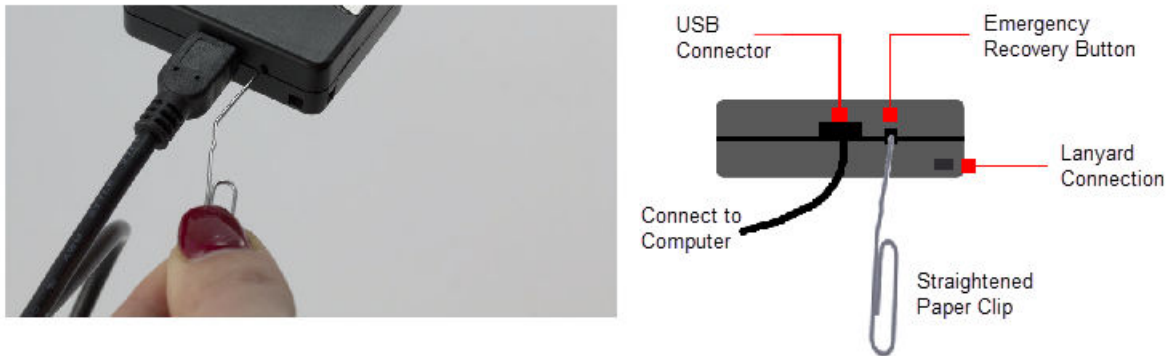 USB
Connector
Emergency
Recovery Button
Lanyard
Connection
Connect to
Computer
Straightened
Paper Clip